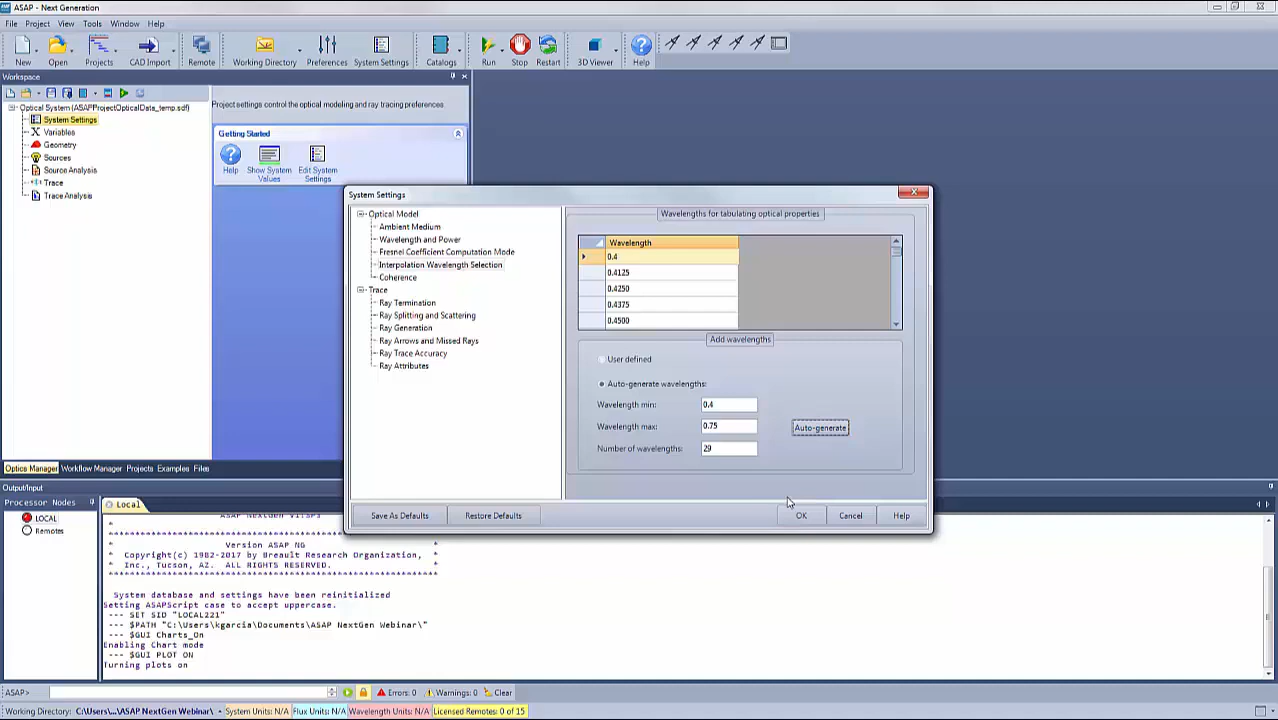 ASAP - Next Generation
File Project View Tools Window Help
New Open Projects CAD Import Remote Working Directory Preferences System Settings Catalogs Run Stop Restart 3D Viewer Help
Workspace
Optical System (ASAPProjectOpticalData_temp.sdf)
System Settings
Variables
Geometry
Sources
Source Analysis
Trace
Trace Analysis
Project settings control the optical modeling and ray tracing preferences.
Getting Started
Help Show System Values Edit System Settings
System Settings
Optical Model
Ambient Medium
Wavelength and Power
Fresnel Coefficient Computation Mode
Interpolation Wavelength Selection
Coherence
Trace
Ray Termination
Ray Splitting and Scattering
Ray Generation
Ray Arrows and Missed Rays
Ray Trace Accuracy
Ray Attributes
Wavelengths for tabulating optical properties
Wavelength
0.4
0.4125
0.4250
0.4375
0.4500
Add wavelengths
User defined
Auto-generate wavelengths:
Wavelength min: 0.4
Wavelength max: 0.75
Auto-generate
Number of wavelengths: 29
Save As Defaults Restore Defaults OK Cancel Help
Optics Manager Workflow Manager Projects Examples Files
Output/Input
Processor Nodes
LOCAL
Remotes
Local
* Version ASAP NG *
* Copyright(c) 1982-2017 by Breault Research Organization, *
* Inc., Tucson, AZ. ALL RIGHTS RESERVED. *
******************************************************
System database and settings have been reinitialized
Setting ASAPScript case to accept uppercase.
--- SET SID "LOCAL221"
--- $PATH "C:\Users\kgarcia\Documents\ASAP NextGen Webinar\"
--- $GUI Charts_On
Enabling Chart mode
--- $GUI PLOT ON
Turning plots on
ASAP> Errors: 0 Warnings: 0 Clear
Working Directory: C:\Users\...\ASAP NextGen Webinar\ System Units: N/A Flux Units: N/A Wavelength Units: N/A Licensed Remotes: 0 of 15